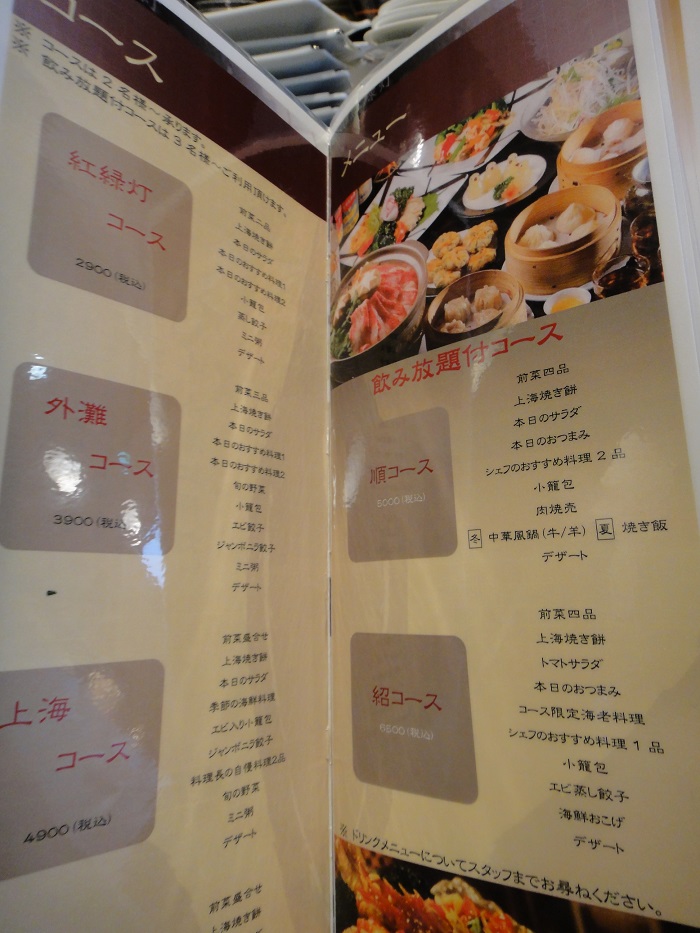 コース
※ コースは2名様～承ります。
※ 飲み放題付コースは3名様～ご利用頂けます。
紅緑灯
コース
2900(税込)
前菜二品
上海焼き餅
本日のサラダ
本日のおすすめ料理1
本日のおすすめ料理2
小籠包
蒸し餃子
ミニ粥
デザート
外灘
コース
3900(税込)
前菜三品
上海焼き餅
本日のサラダ
本日のおすすめ料理1
本日のおすすめ料理2
旬の野菜
小籠包
エビ餃子
ジャンボニラ餃子
ミニ粥
デザート
上海
コース
4900(税込)
前菜盛合せ
上海焼き餅
本日のサラダ
季節の海鮮料理
エビ入り小籠包
ジャンボニラ餃子
料理長の自慢料理2品
旬の野菜
ミニ粥
デザート
前菜盛合せ
上海焼き餅
メニュー
飲み放題付コース
順コース
5000(税込)
前菜四品
上海焼き餅
本日のサラダ
本日のおつまみ
シェフのおすすめ料理2品
小籠包
肉焼売
冬 中華風鍋(牛/羊) 夏 焼き飯
デザート
紹コース
6500(税込)
前菜四品
上海焼き餅
トマトサラダ
本日のおつまみ
コース限定海老料理
シェフのおすすめ料理1品
小籠包
エビ蒸し餃子
海鮮おこげ
デザート
※ ドリンクメニューについてスタッフまでお尋ねください。